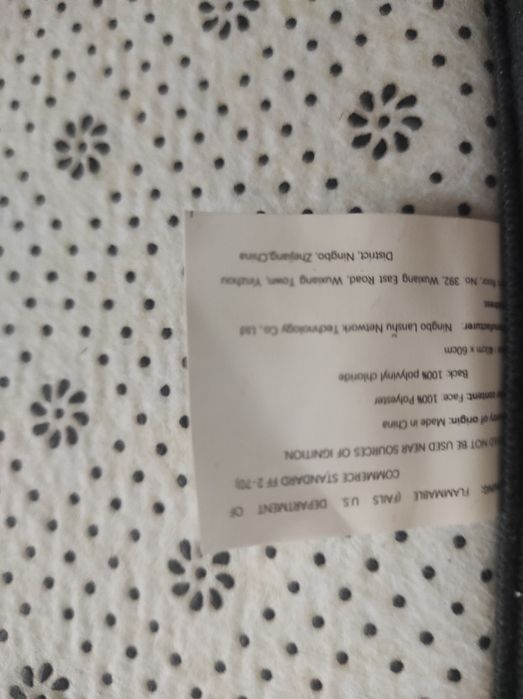 FLAMMABLE (FAILS U.S. DEPARTMENT OF
COMMERCE STANDARD FF 2-70)
NOT BE USED NEAR SOURCES OF IGNITION
of origin: Made in China
content: Face: 100% Polyester
Back: 100% polyvinyl chloride
40cm x 60cm
Ningbo Lanshu Network Technology Co., Ltd
No. 392, Wuxiang East Road, Wuxiang Town, Yinzhou
District, Ningbo, Zhejiang,China